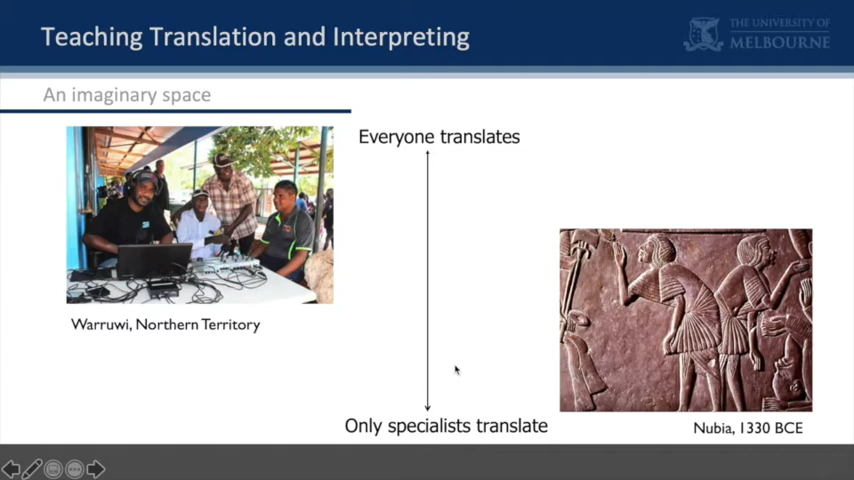 Teaching Translation and Interpreting
THE UNIVERSITY OF
MELBOURNE
An imaginary space
Everyone translates
Warruwi, Northern Territory
Only specialists translate
Nubia, 1330 BCE